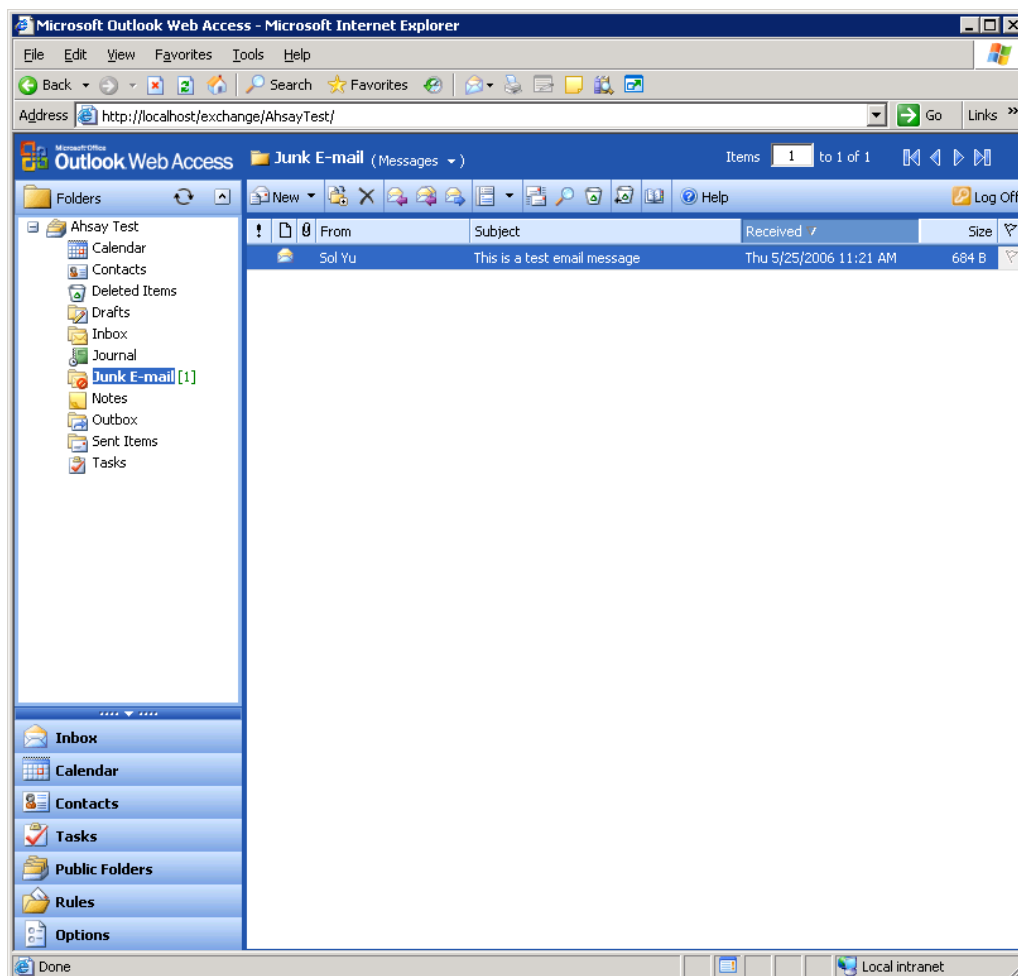 Microsoft Outlook Web Access - Microsoft Internet Explorer
File Edit View Favorites Tools Help
Back Search Favorites
Address http://localhost/exchange/AhsayTest/ Go Links »
Microsoft Office
Outlook Web Access Junk E-mail (Messages ) Items 1 to 1 of 1
Folders New Help Log Off
Ahsay Test ! From Subject Received Size
Calendar Sol Yu This is a test email message Thu 5/25/2006 11:21 AM 684 B
Contacts
Deleted Items
Drafts
Inbox
Journal
Junk E-mail [1]
Notes
Outbox
Sent Items
Tasks
Inbox
Calendar
Contacts
Tasks
Public Folders
Rules
Options
Done Local intranet